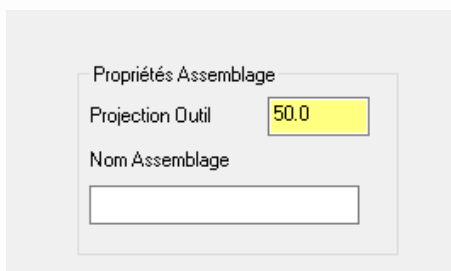 Propriétés Assemblage
Projection Outil 50.0
Nom Assemblage